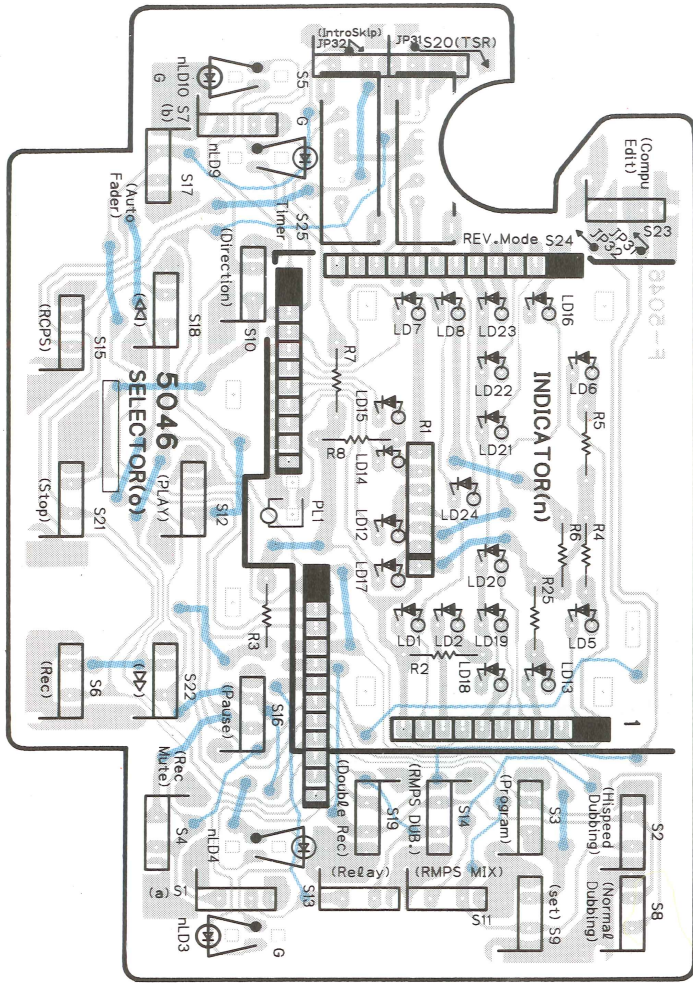 (IntroSkip)
JP32
JP31
S20(TSR)
nLD10
G
S5
S7
(b)
G
nLD9
S17
(Auto
Fader)
Timer
S25
(Direction)
S10
(Compu
Edit)
S23
REV.Mode S24
JP31
JP32
5046-F
LD7
LD8
LD23
LD16
LD22
LD6
LD21
R7
LD15
R1
R5
R8
LD14
LD24
INDICATOR(n)
(RCPS)
S15
(◁◁)
S18
5046
SELECTOR(o)
(Stop)
S21
(PLAY)
S12
PL1
LD12
LD17
LD20
R6
R4
R25
R3
LD1
LD2
LD19
LD5
R2
LD18
LD13
(Rec)
S6
(▷▷)
S22
(Pause)
S16
1
(Rec
Mute)
S4
nLD4
(Double Rec)
S19
(RMPS DUB.)
S14
(Program)
S3
(Hispeed
Dubbing)
S2
(a) S1
S13
(Relay)
(RMPS MIX)
S11
(set) S9
(Normal
Dubbing)
S8
nLD3
G